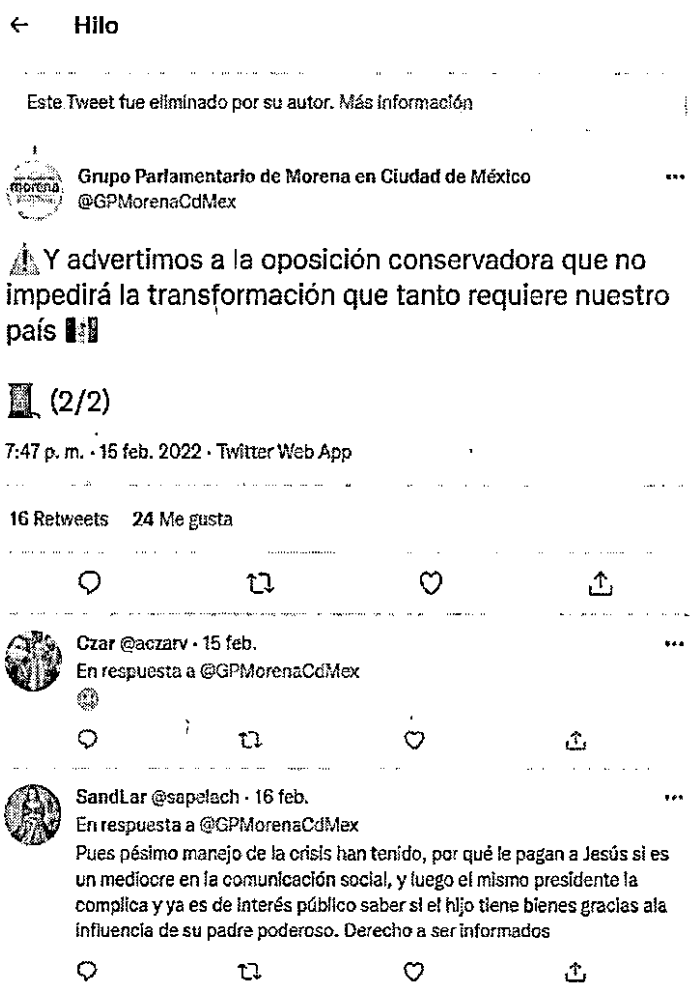 ← Hilo
Este Tweet fue eliminado por su autor. Más información
morena
Grupo Parlamentario de Morena en Ciudad de México
@GPMorenaCdMex
⚠️Y advertimos a la oposición conservadora que no
impedirá la transformación que tanto requiere nuestro
país 🇲🇽
🧵 (2/2)
7:47 p. m. · 15 feb. 2022 · Twitter Web App
16 Retweets 24 Me gusta
Czar @aczarv · 15 feb.
En respuesta a @GPMorenaCdMex
SandLar @sapelach · 16 feb.
En respuesta a @GPMorenaCdMex
Pues pésimo manejo de la crisis han tenido, por qué le pagan a Jesús si es
un mediocre en la comunicación social, y luego el mismo presidente la
complica y ya es de interés público saber si el hijo tiene bienes gracias ala
influencia de su padre poderoso. Derecho a ser informados